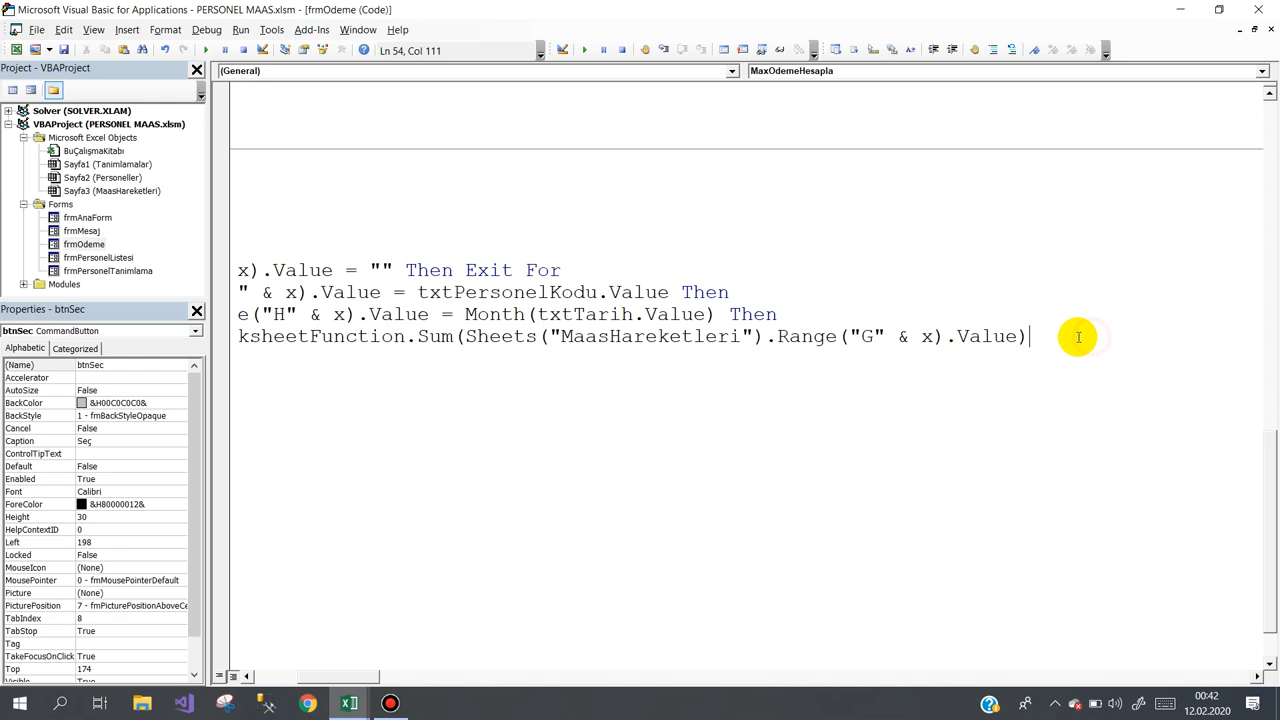 Microsoft Visual Basic for Applications - PERSONEL MAAS.xlsm - [frmOdeme (Code)]
File Edit View Insert Format Debug Run Tools Add-Ins Window Help
Ln 54, Col 111
Project - VBAProject
(General)
MaxOdemeHesapla
Solver (SOLVER.XLAM)
VBAProject (PERSONEL MAAS.xlsm)
Microsoft Excel Objects
BuÇalışmaKitabı
Sayfa1 (Tanimlamalar)
Sayfa2 (Personeller)
Sayfa3 (MaasHareketleri)
Forms
frmAnaForm
frmMesaj
frmOdeme
frmPersonelListesi
frmPersonelTanimlama
Modules
x).Value = "" Then Exit For
" & x).Value = txtPersonelKodu.Value Then
e("H" & x).Value = Month(txtTarih.Value) Then
ksheetFunction.Sum(Sheets("MaasHareketleri").Range("G" & x).Value)
Properties - btnSec
btnSec CommandButton
Alphabetic Categorized
(Name) btnSec
Accelerator
AutoSize False
BackColor &H00C0C0C0&
BackStyle 1 - fmBackStyleOpaque
Cancel False
Caption Seç
ControlTipText
Default False
Enabled True
Font Calibri
ForeColor &H80000012&
Height 30
HelpContextID 0
Left 198
Locked False
MouseIcon (None)
MousePointer 0 - fmMousePointerDefault
Picture (None)
PicturePosition 7 - fmPicturePositionAboveCe
TabIndex 8
TabStop True
Tag
TakeFocusOnClick True
Top 174
Visible True
00:42
12.02.2020